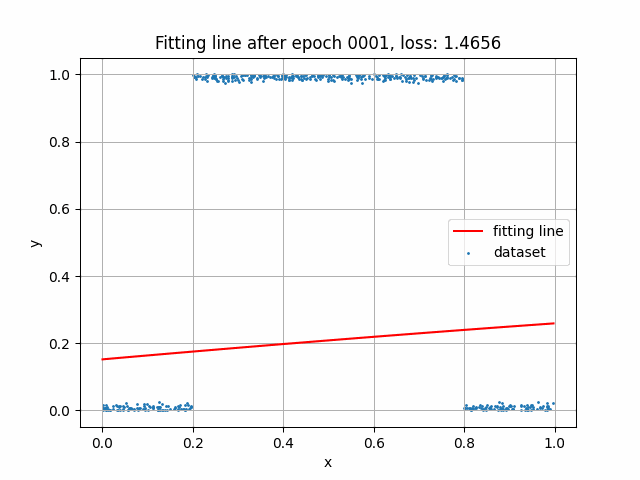 Fitting line after epoch 0001, loss: 1.4656
1.0
0.8
0.6
0.4
0.2
0.0
y
fitting line
dataset
0.0 0.2 0.4 0.6 0.8 1.0
x